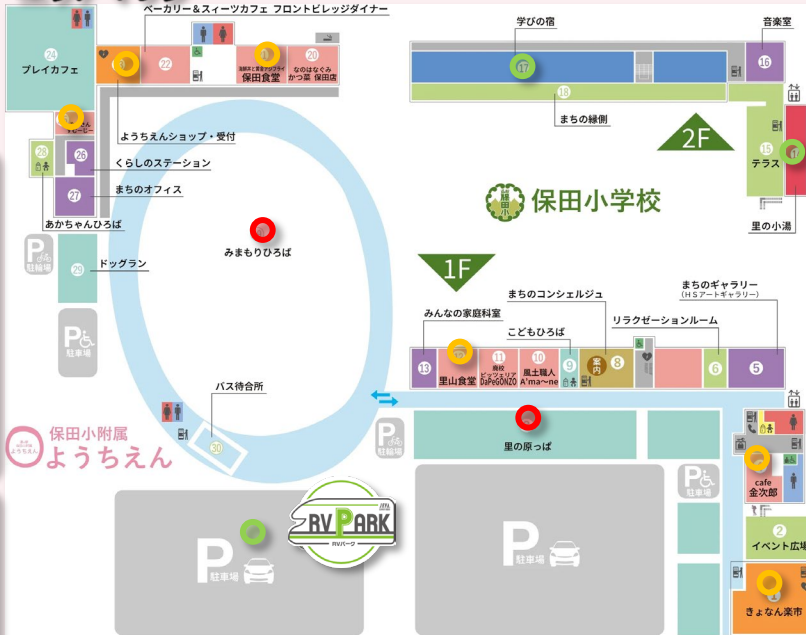 ベーカリー＆スィーツカフェ フロントビレッジダイナー
24
プレイカフェ
22
保田食堂
20
なのはなぐみ
かつ菜 保田店
ようちえんショップ・受付
28
26
くらしのステーション
27
まちのオフィス
あかちゃんひろば
P
駐輪場
29
ドッグラン
P
駐車場
みまもりひろば
学びの宿
17
音楽室
16
18
まちの縁側
2F
15
テラス
里の小湯
保田小学校
1F
まちのギャラリー
（ＨＳアートギャラリー）
まちのコンシェルジュ
みんなの家庭科室
リラクゼーションルーム
こどもひろば
13
里山食堂
11
廃校
ピッツェリア
DaPeGONZO
10
風土職人
A'ma〜ne
9
案内
8
6
5
バス待合所
30
保田小附属
ようちえん
P
駐輪場
里の原っぱ
P
駐車場
cafe
金次郎
2
イベント広場
きょなん楽市
RV PARK
RVパーク
P
駐車場
P
駐車場